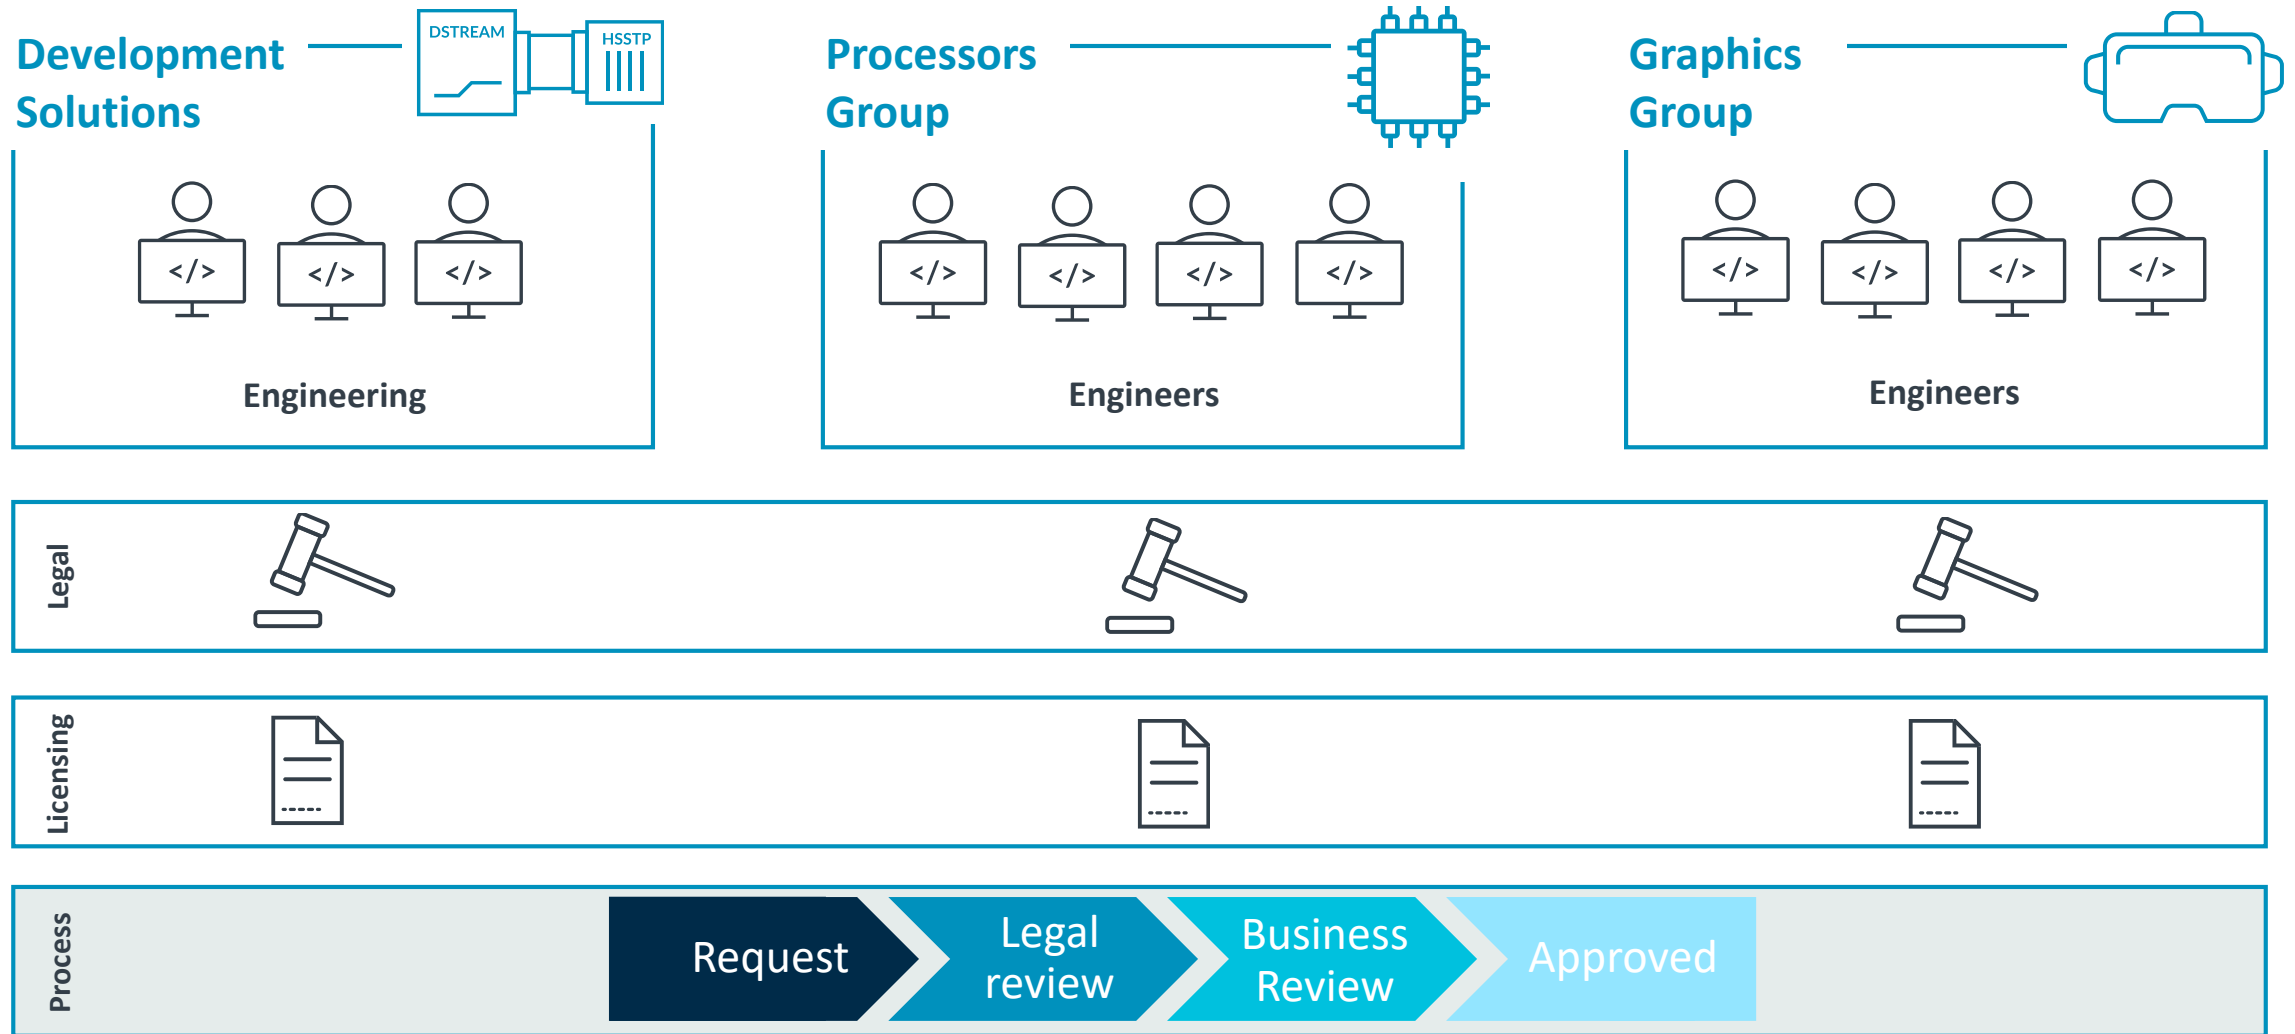 Development
Solutions
DSTREAM
HSSTP
Processors
Group
Graphics
Group
</>
</>
</>
Engineering
</>
</>
</>
</>
Engineers
</>
</>
</>
</>
Engineers
Legal
Licensing
Process
Request
Legal
review
Business
Review
Approved